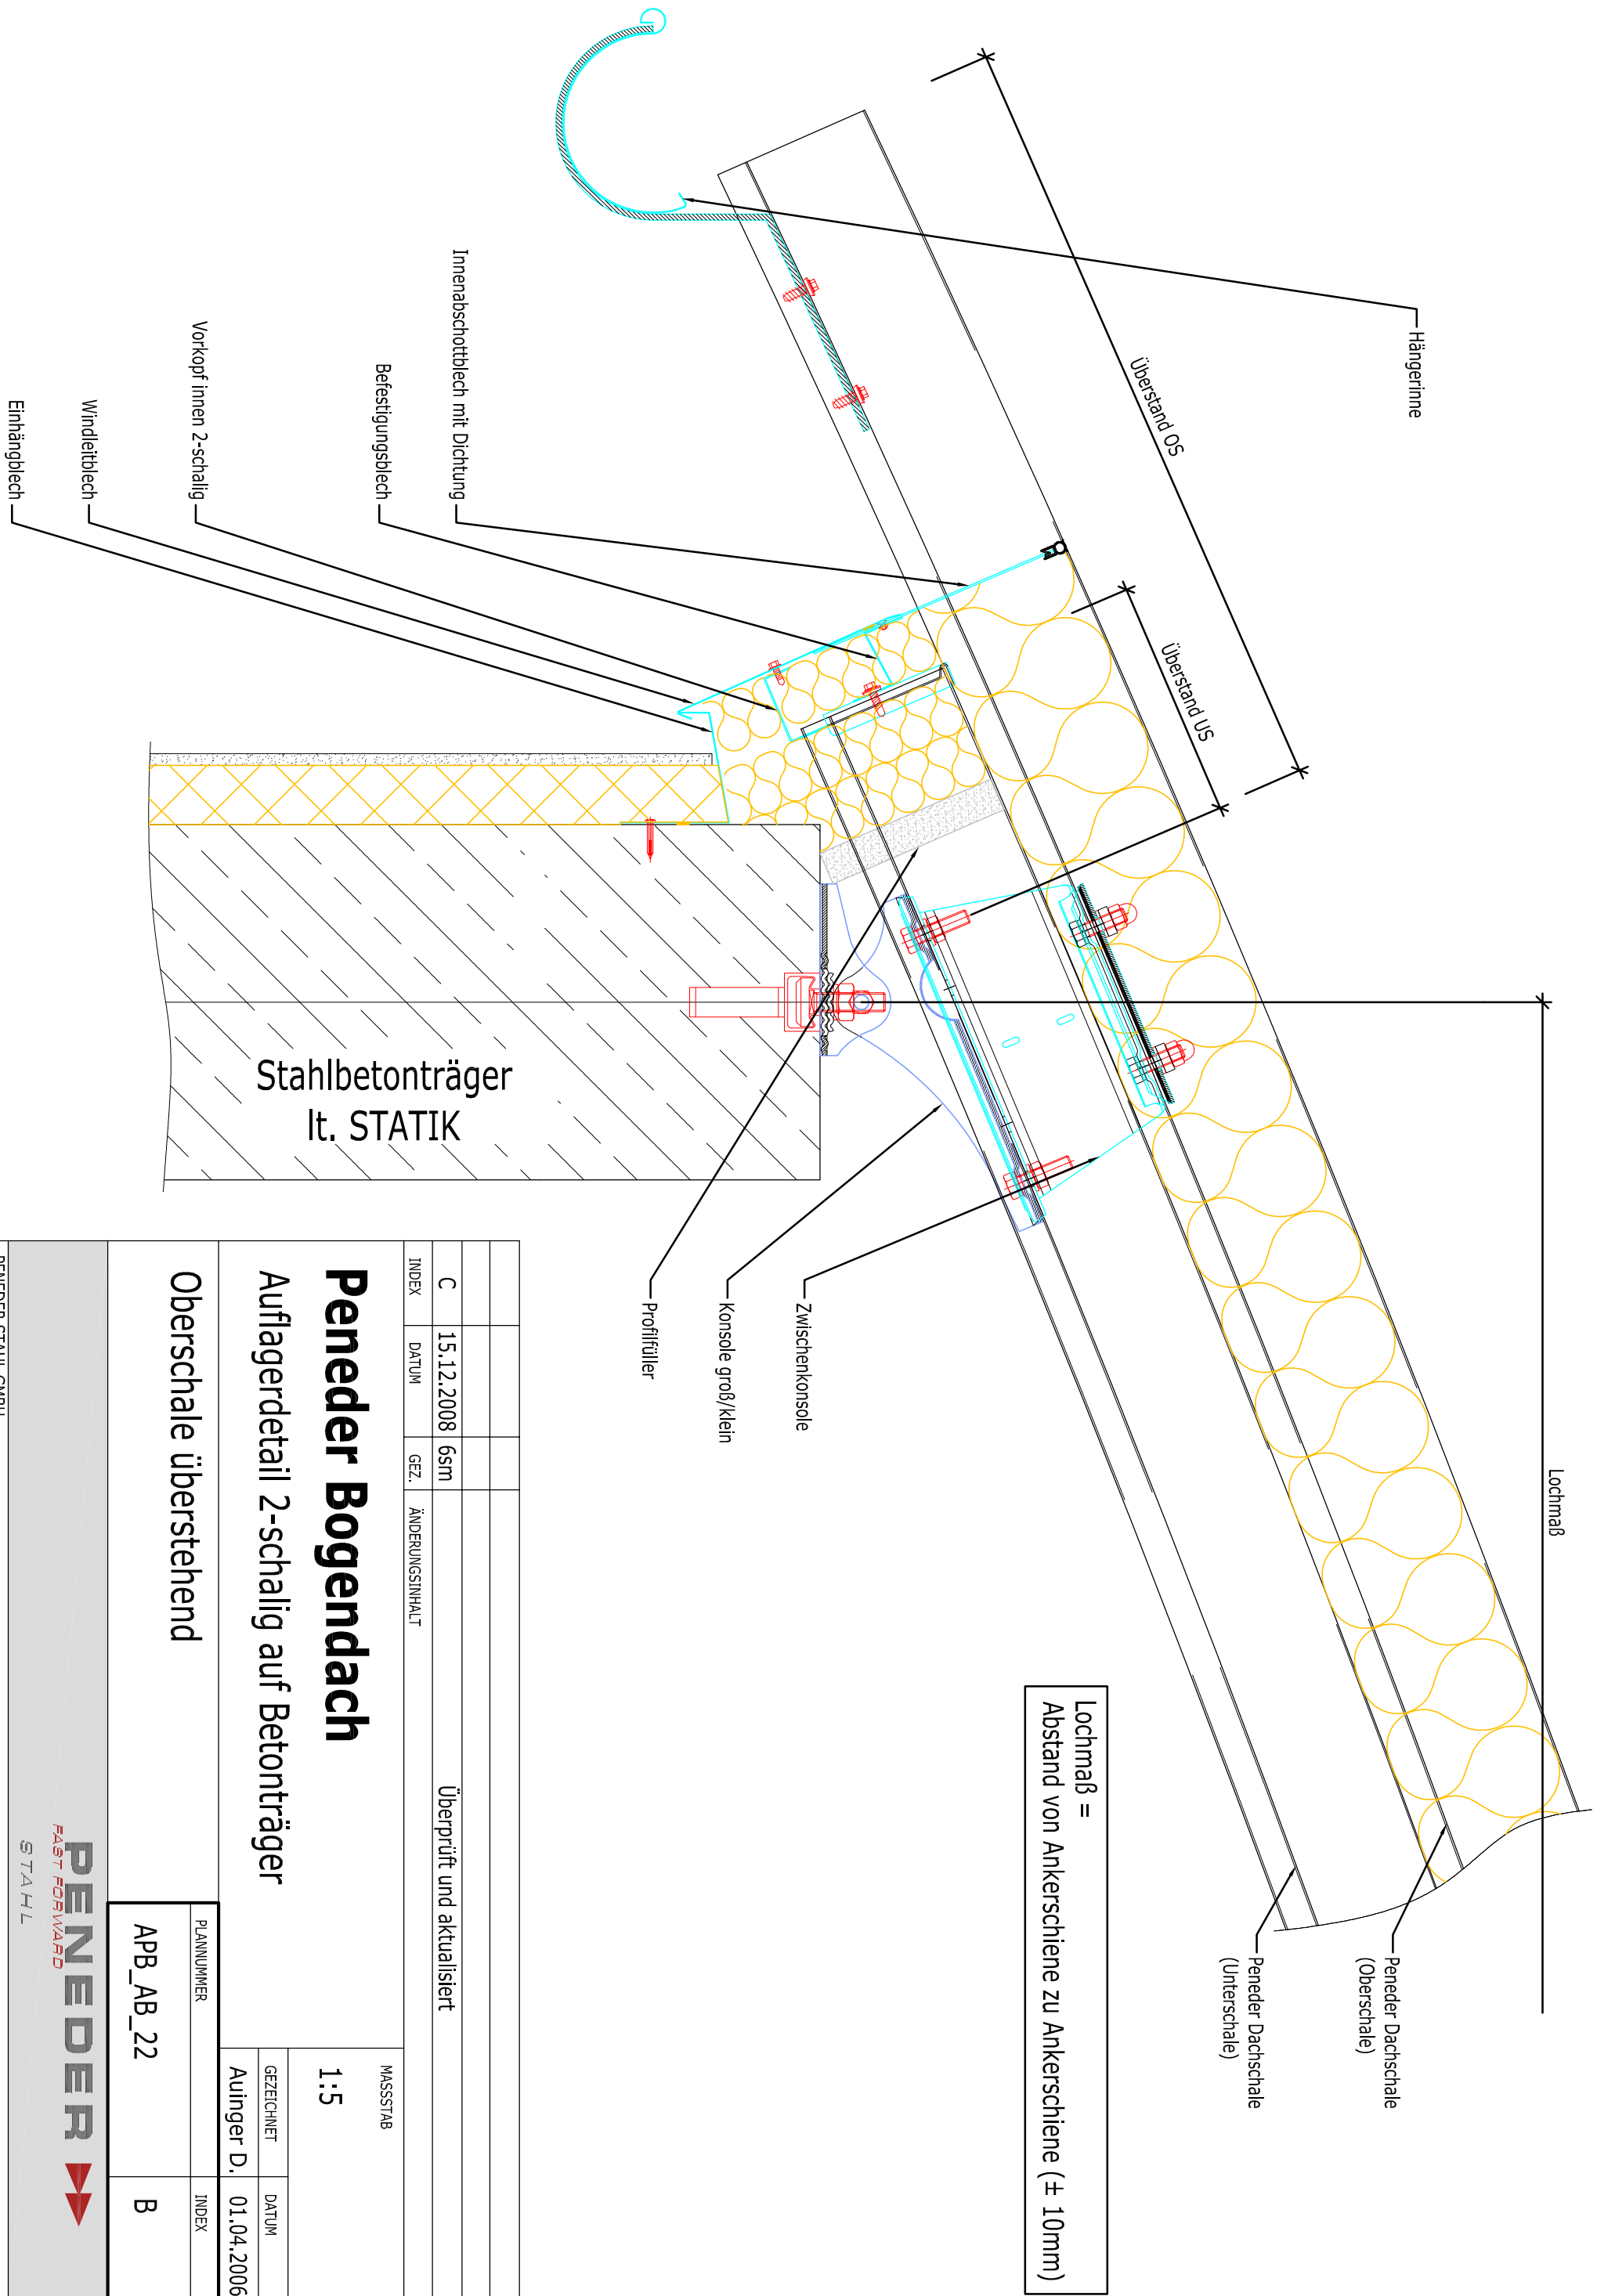 Hängerinne
Überstand OS
Überstand US
Lochmaß
Innenabschottblech mit Dichtung
Befestigungsblech
Vorkopf innen 2-schalig
Windleitblech
Einhängblech
Stahlbetonträger
lt. STATIK
Zwischenkonsole
Konsole groß/klein
Profilfüller
Peneder Dachschale
(Oberschale)
Peneder Dachschale
(Unterschale)
Lochmaß =
Abstand von Ankerschiene zu Ankerschiene (± 10mm)
C 15.12.2008 6sm Überprüft und aktualisiert
INDEX DATUM GEZ. ÄNDERUNGSINHALT
Peneder Bogendach
Auflagerdetail 2-schalig auf Betonträger
Oberschale überstehend
MASSSTAB
1:5
GEZEICHNET DATUM
Auinger D. 01.04.2006
PLANNUMMER INDEX
APB_AB_22 B
PENEDER
FAST FORWARD
STAHL